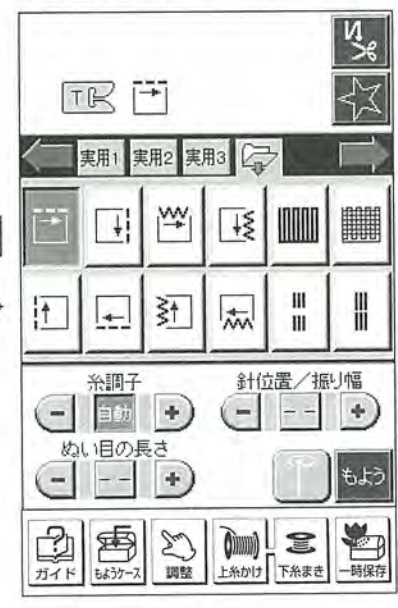 TR
実用1 実用2 実用3
糸調子 針位置/振り幅
- 自動 + - -- +
ぬい目の長さ
- -- + もよう
ガイド もようケース 調整 上糸かけ 下糸まき 一時保存